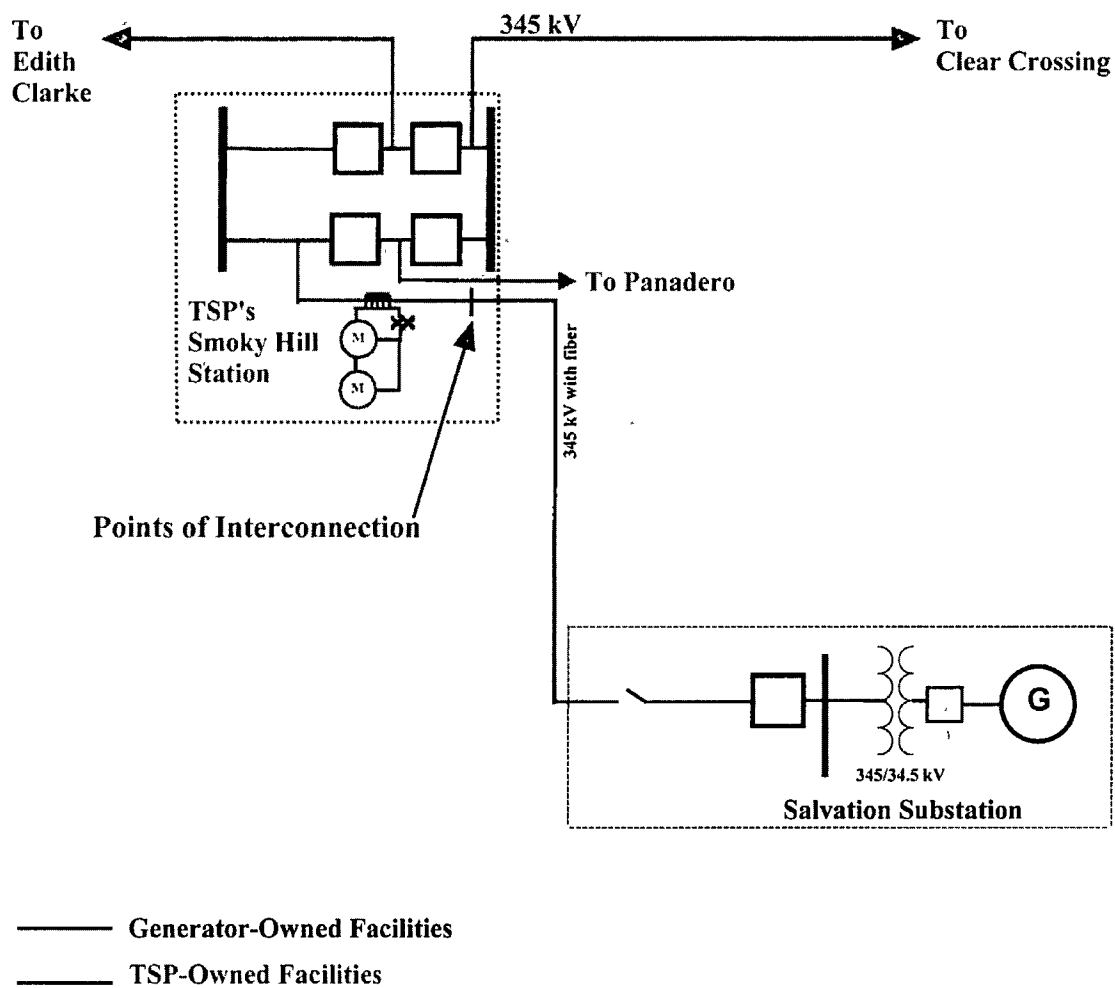 To
Edith
Clarke
345 kV
To
Clear Crossing
To Panadero
TSP's
Smoky Hill
Station
M
M
345 kV with fiber
Points of Interconnection
G
345/34.5 kV
Salvation Substation
Generator-Owned Facilities
TSP-Owned Facilities